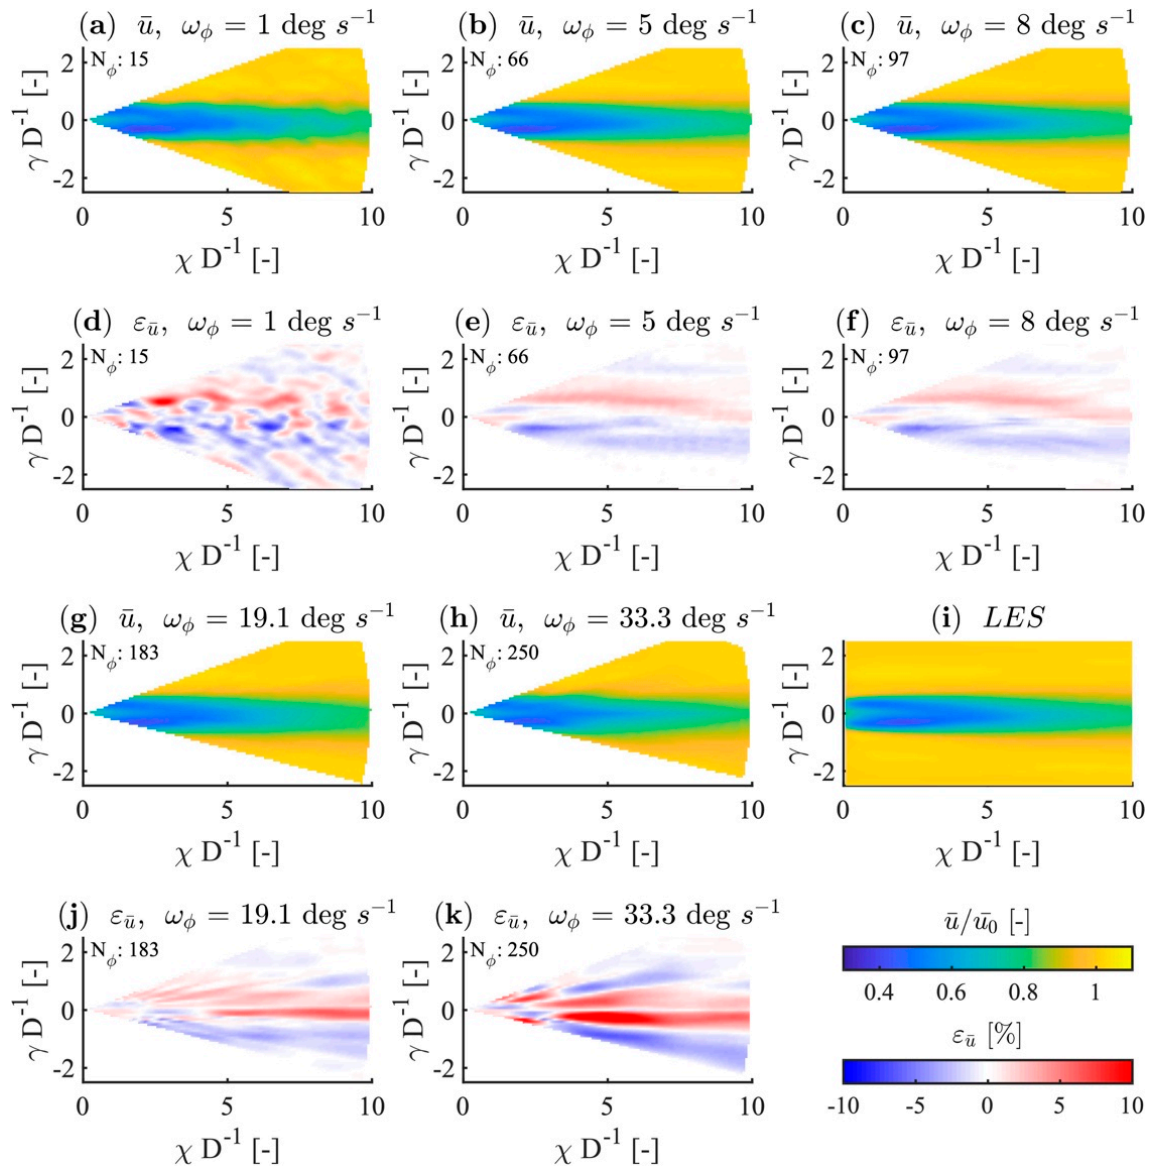 (a) ū, ω_ϕ = 1 deg s⁻¹
(b) ū, ω_ϕ = 5 deg s⁻¹
(c) ū, ω_ϕ = 8 deg s⁻¹
N_ϕ: 15
N_ϕ: 66
N_ϕ: 97
γ D⁻¹ [-]
2
0
-2
γ D⁻¹ [-]
2
0
-2
γ D⁻¹ [-]
2
0
-2
0 5 10
0 5 10
0 5 10
χ D⁻¹ [-]
χ D⁻¹ [-]
χ D⁻¹ [-]
(d) ε_ū, ω_ϕ = 1 deg s⁻¹
(e) ε_ū, ω_ϕ = 5 deg s⁻¹
(f) ε_ū, ω_ϕ = 8 deg s⁻¹
N_ϕ: 15
N_ϕ: 66
N_ϕ: 97
γ D⁻¹ [-]
2
0
-2
γ D⁻¹ [-]
2
0
-2
γ D⁻¹ [-]
2
0
-2
0 5 10
0 5 10
0 5 10
χ D⁻¹ [-]
χ D⁻¹ [-]
χ D⁻¹ [-]
(g) ū, ω_ϕ = 19.1 deg s⁻¹
(h) ū, ω_ϕ = 33.3 deg s⁻¹
(i) LES
N_ϕ: 183
N_ϕ: 250
γ D⁻¹ [-]
2
0
-2
γ D⁻¹ [-]
2
0
-2
γ D⁻¹ [-]
2
0
-2
0 5 10
0 5 10
0 5 10
χ D⁻¹ [-]
χ D⁻¹ [-]
χ D⁻¹ [-]
(j) ε_ū, ω_ϕ = 19.1 deg s⁻¹
(k) ε_ū, ω_ϕ = 33.3 deg s⁻¹
N_ϕ: 183
N_ϕ: 250
γ D⁻¹ [-]
2
0
-2
γ D⁻¹ [-]
2
0
-2
0 5 10
0 5 10
χ D⁻¹ [-]
χ D⁻¹ [-]
ū/ū₀ [-]
0.4 0.6 0.8 1
ε_ū [%]
-10 -5 0 5 10